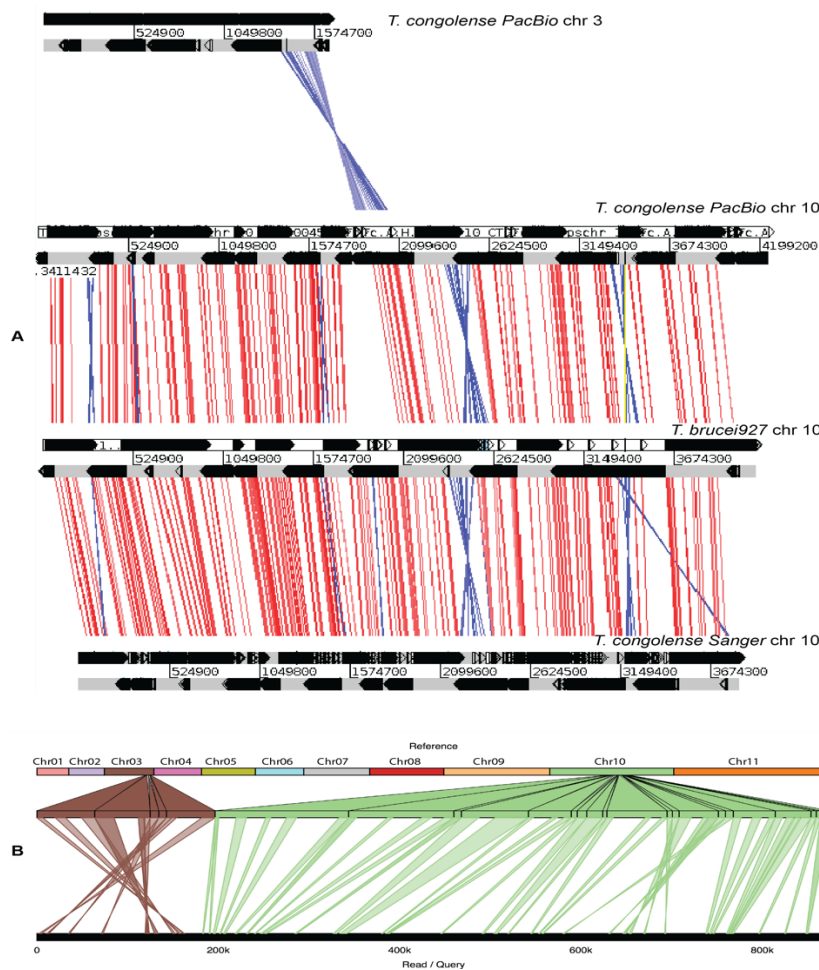 T. congolense PacBio chr 3
524900 1049800 1574700
T. congolense PacBio chr 10
524900 1049800 1574700 2099600 2624500 3149400 3674300 4199200
.3411432
A
T. brucei927 chr 10
524900 1049800 1574700 2099600 2624500 3149400 3674300
T. congolense Sanger chr 10
524900 1049800 1574700 2099600 2624500 3149400 3674300
Reference
Chr01 Chr02 Chr03 Chr04 Chr05 Chr06 Chr07 Chr08 Chr09 Chr10 Chr11
B
0 200k 400k 600k 800k
Read / Query